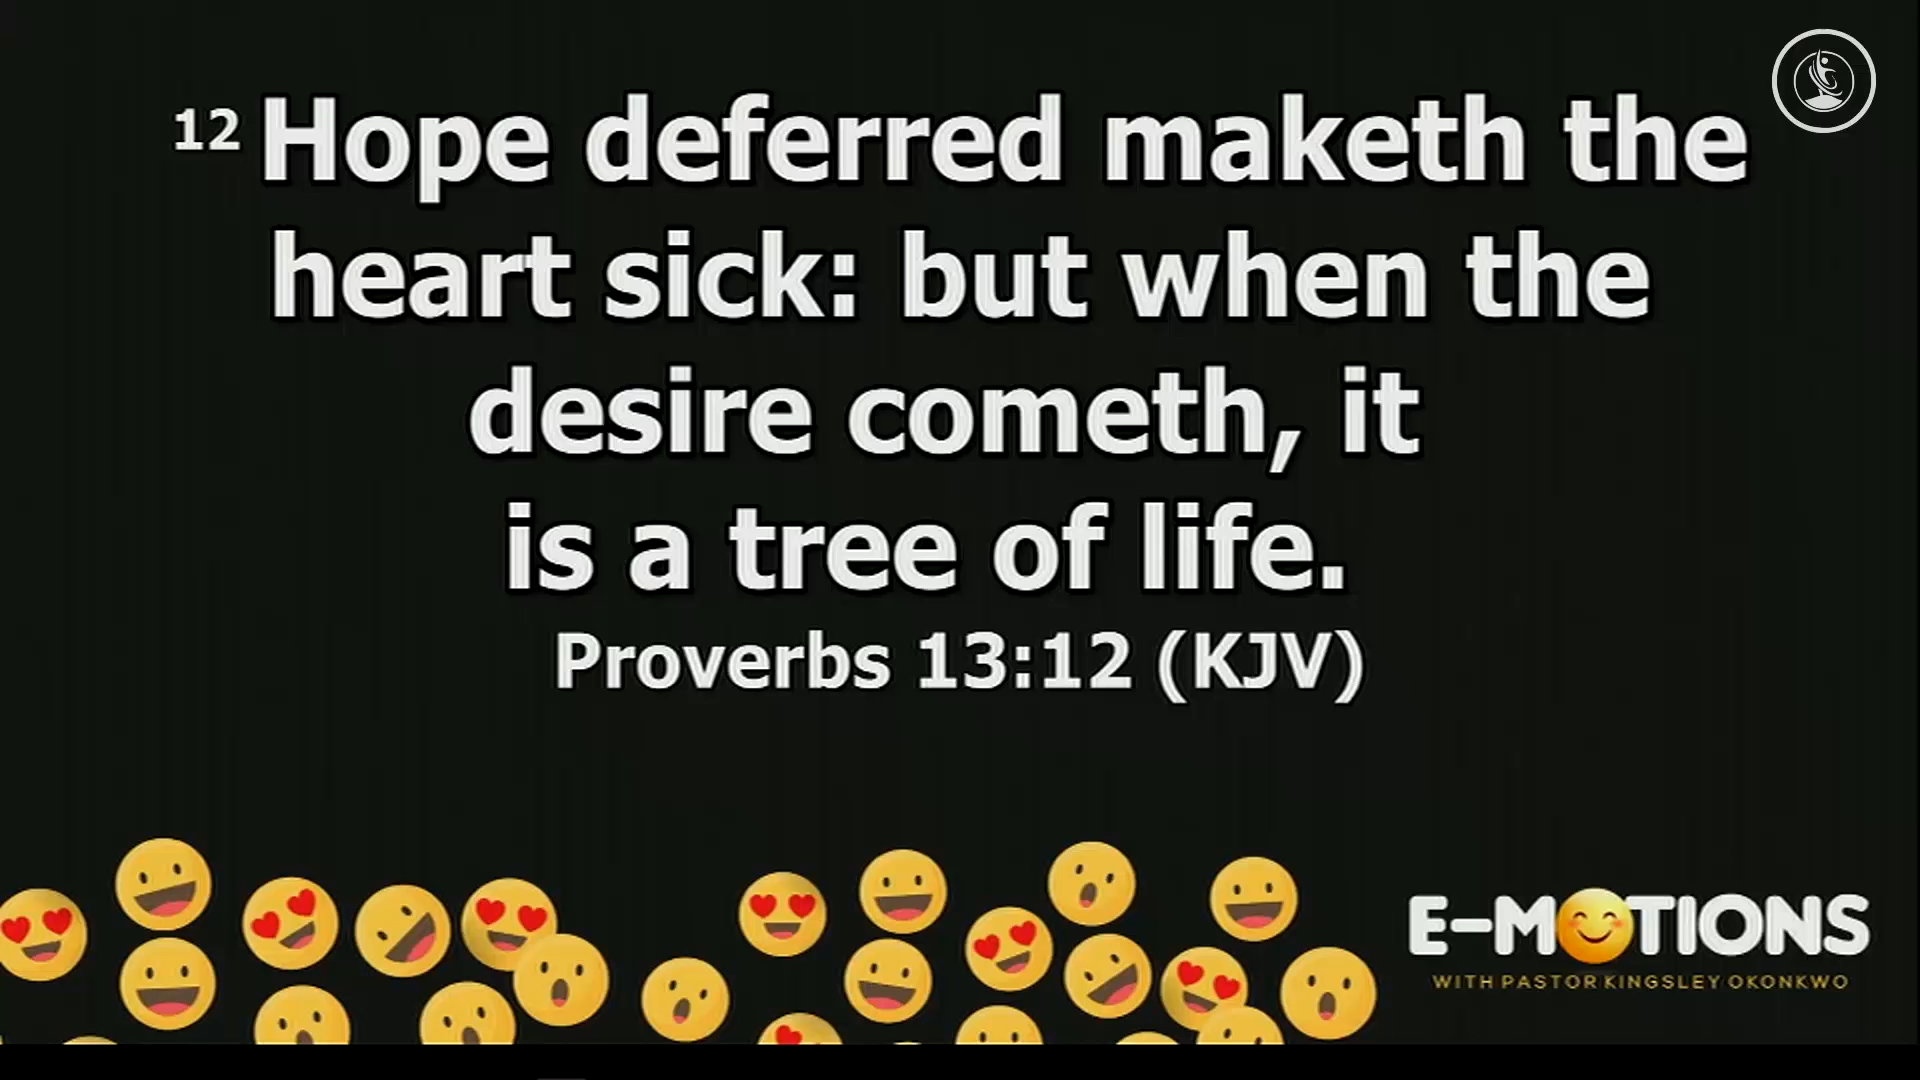 12 Hope deferred maketh the
heart sick: but when the
desire cometh, it
is a tree of life.
Proverbs 13:12 (KJV)
E-MOTIONS
WITH PASTOR KINGSLEY OKONKWO